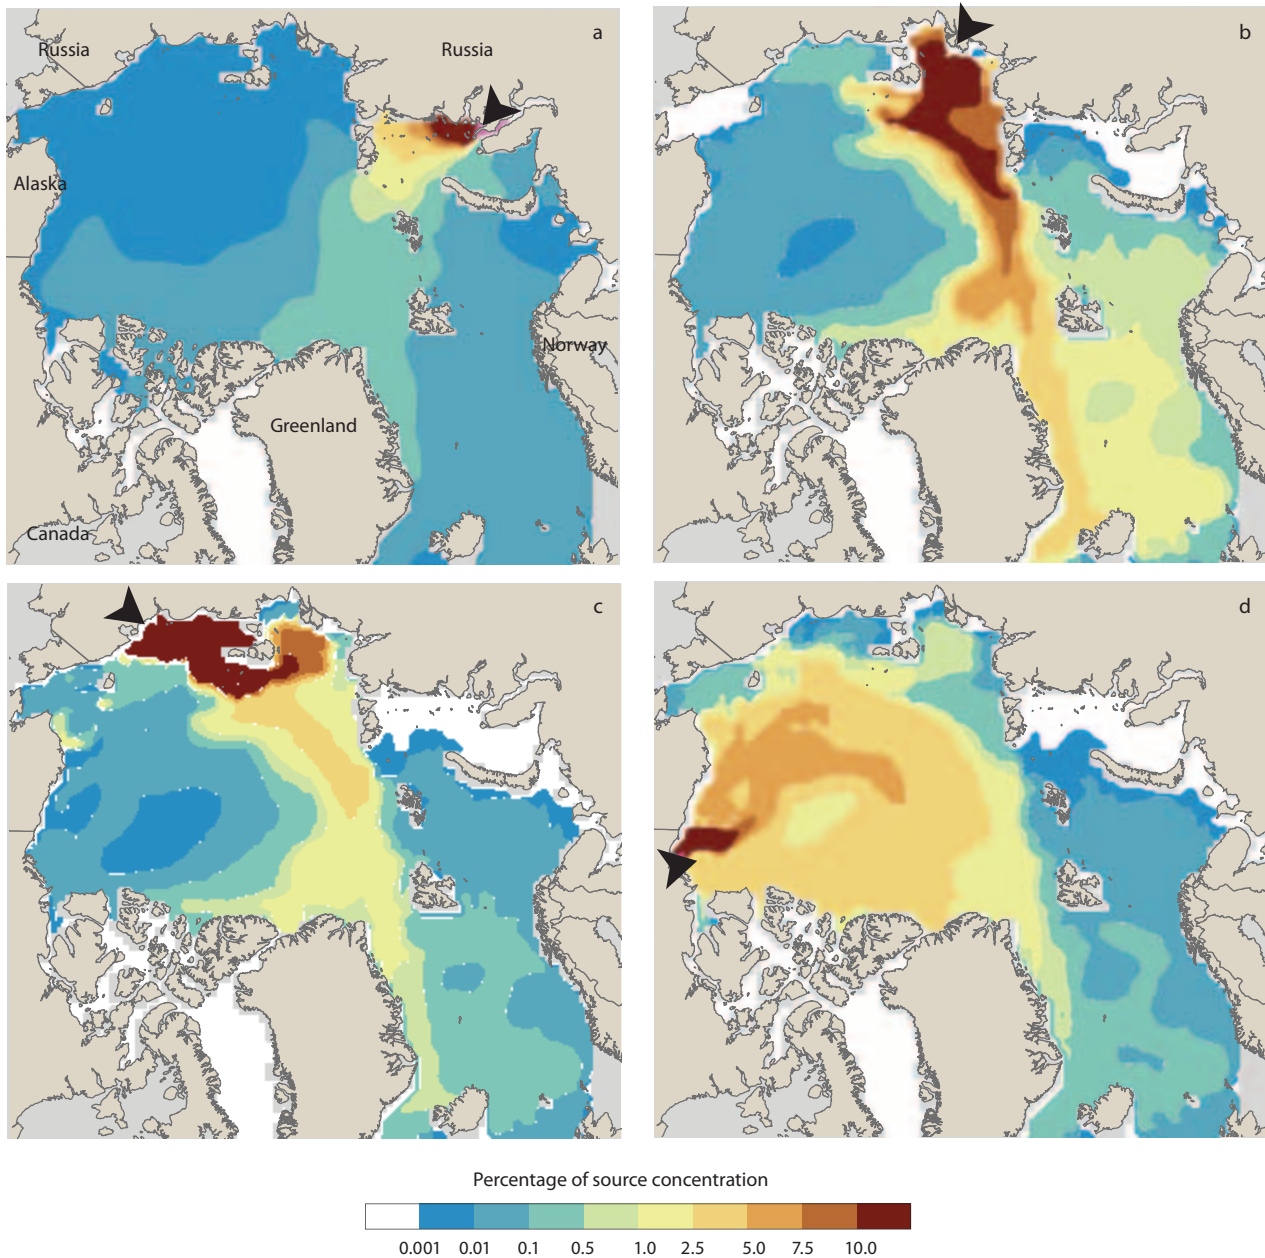 a
Russia
Russia
Alaska
Norway
Greenland
Canada
b
c
d
Percentage of source concentration
0.001 0.01 0.1 0.5 1.0 2.5 5.0 7.5 10.0